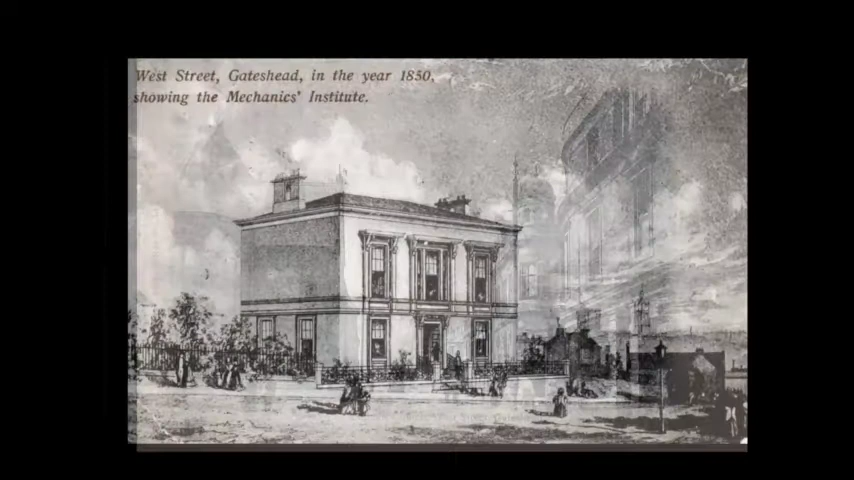 West Street, Gateshead, in the year 1850,
showing the Mechanics' Institute.